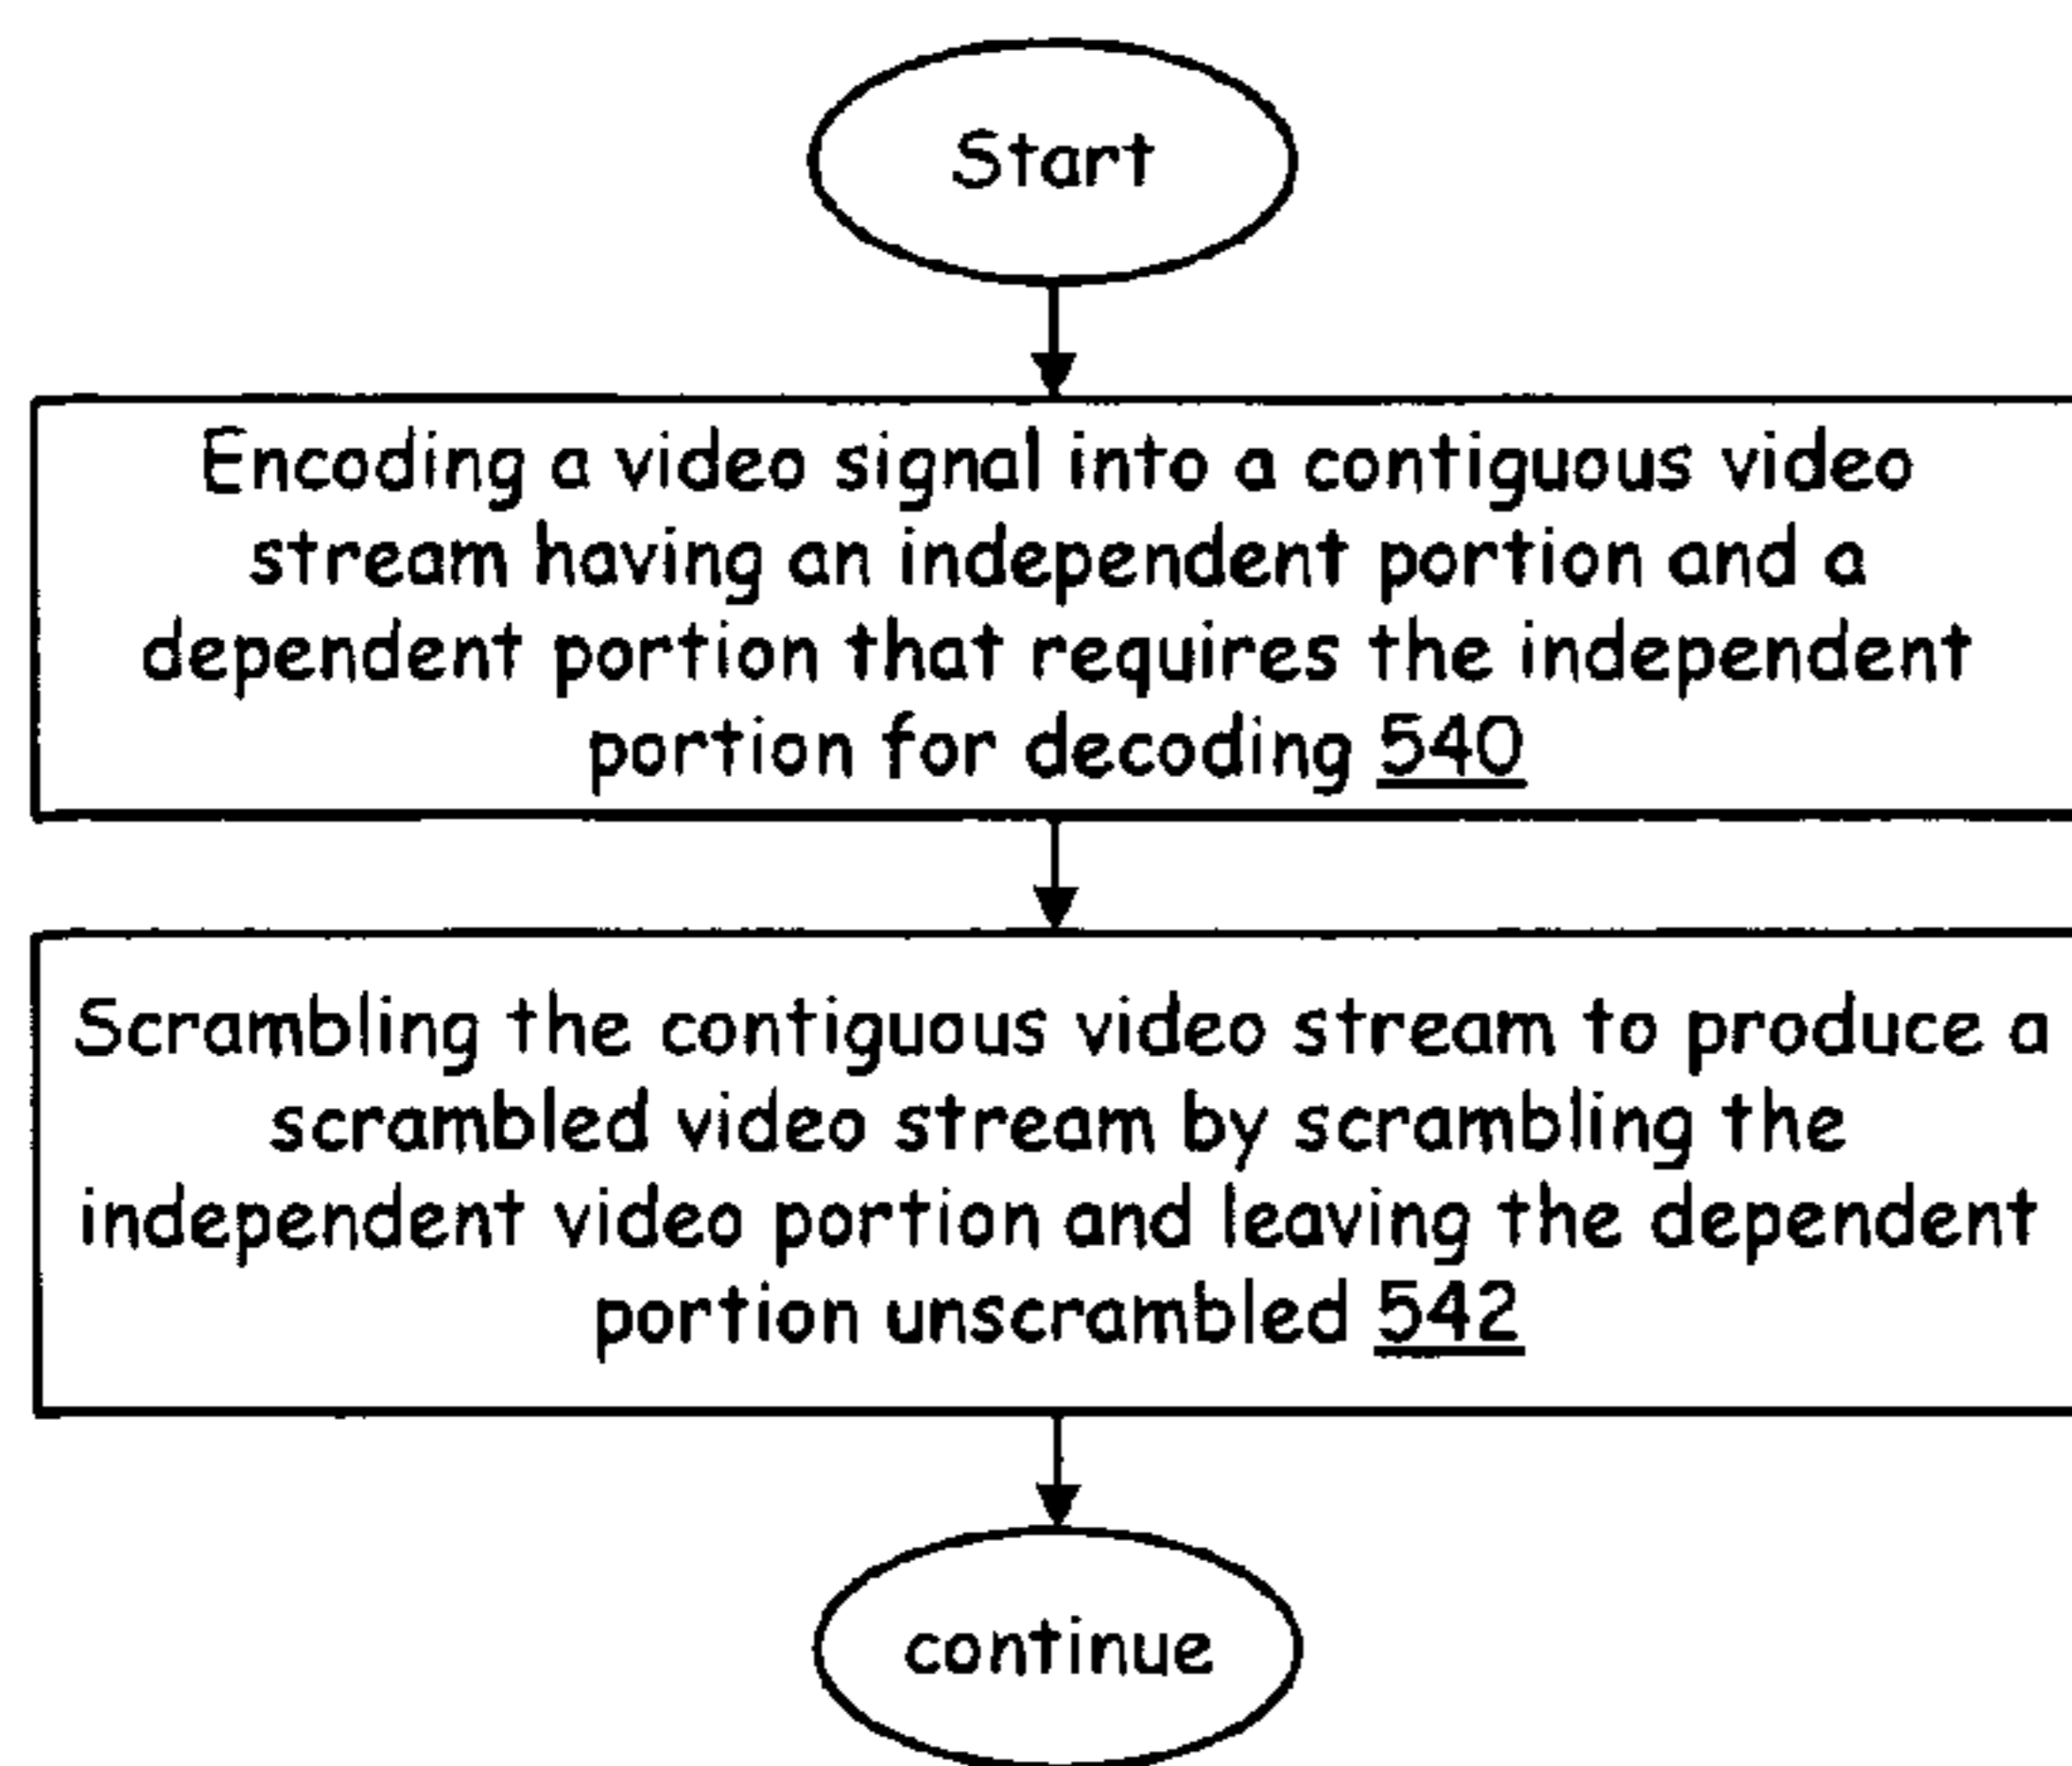 Start
Encoding a video signal into a contiguous video
stream having an independent portion and a
dependent portion that requires the independent
portion for decoding 540
Scrambling the contiguous video stream to produce a
scrambled video stream by scrambling the
independent video portion and leaving the dependent
portion unscrambled 542
continue